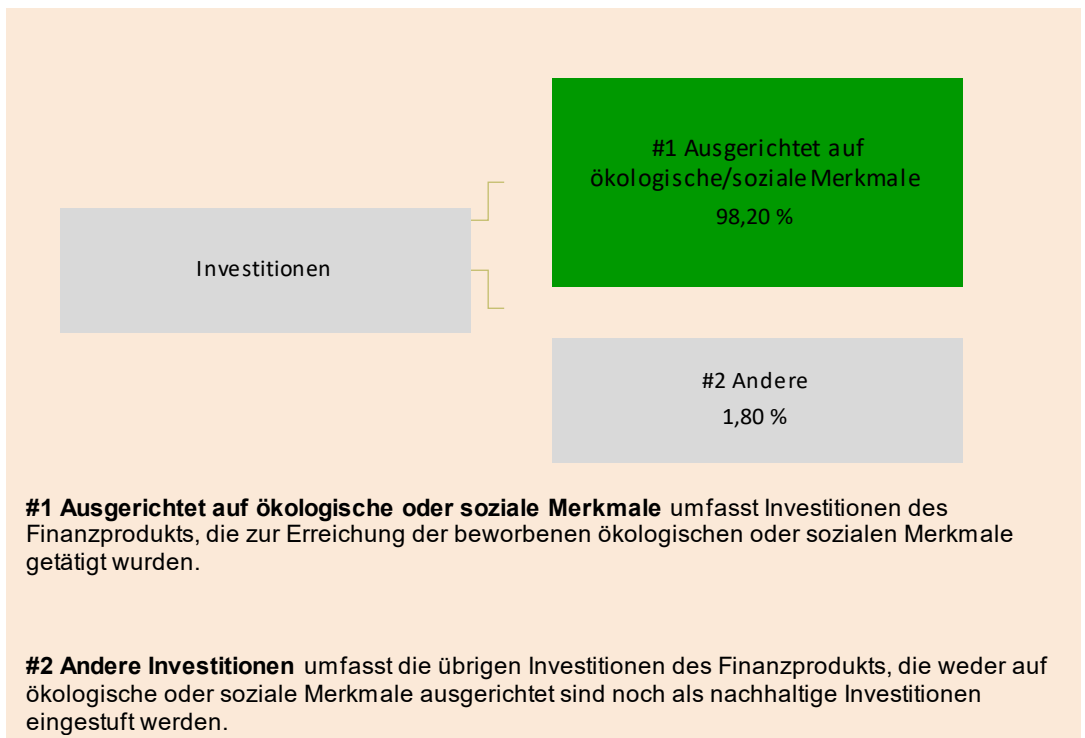 #1 Ausgerichtet auf
ökologische/soziale Merkmale
98,20 %
Investitionen
#2 Andere
1,80 %
#1 Ausgerichtet auf ökologische oder soziale Merkmale umfasst Investitionen des
Finanzprodukts, die zur Erreichung der beworbenen ökologischen oder sozialen Merkmale
getätigt wurden.
#2 Andere Investitionen umfasst die übrigen Investitionen des Finanzprodukts, die weder auf
ökologische oder soziale Merkmale ausgerichtet sind noch als nachhaltige Investitionen
eingestuft werden.